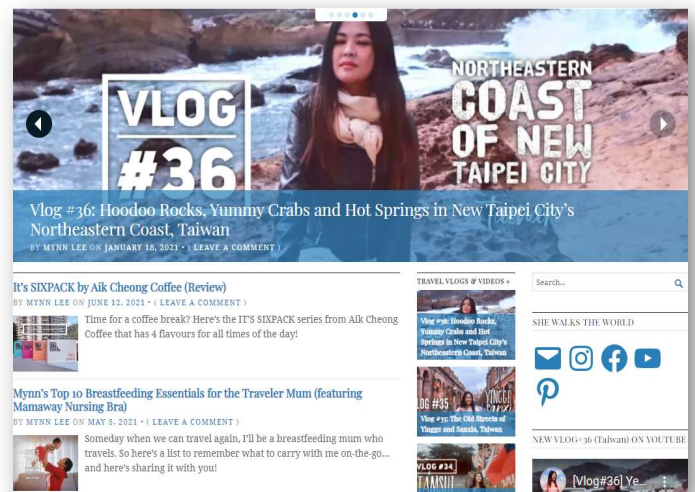 VLOG
#36
NORTHEASTERN
COAST
OF NEW
TAIPEI CITY
Vlog #36: Hoodoo Rocks, Yummy Crabs and Hot Springs in New Taipei City's
Northeastern Coast, Taiwan
BY MYNN LEE ON JANUARY 18, 2021 • ( LEAVE A COMMENT )
It's SIXPACK by Aik Cheong Coffee (Review)
BY MYNN LEE ON JUNE 12, 2021 • ( LEAVE A COMMENT )
Time for a coffee break? Here's the IT'S SIXPACK series from Aik Cheong
Coffee that has 4 flavours for all times of the day!
Mynn's Top 10 Breastfeeding Essentials for the Traveler Mum (featuring
Mamaway Nursing Bra)
BY MYNN LEE ON MAY 5, 2021 • ( LEAVE A COMMENT )
Someday when we can travel again, I'll be a breastfeeding mum who
travels. So here's a list to remember what to carry with me on-the-go...
and here's sharing it with you!
TRAVEL VLOGS & VIDEOS »
Vlog #36: Hoodoo Rocks,
Yummy Crabs and Hot
Springs in New Taipei City's
Northeastern Coast, Taiwan
LOG #35
YINGGE
Vlog #35: The Old Streets of
Yingge and Sanxia, Taiwan
VLOG #34
TAMSUI
Search...
SHE WALKS THE WORLD
NEW VLOG#36 (Taiwan) ON YOUTUBE
[Vlog#36] Ye...